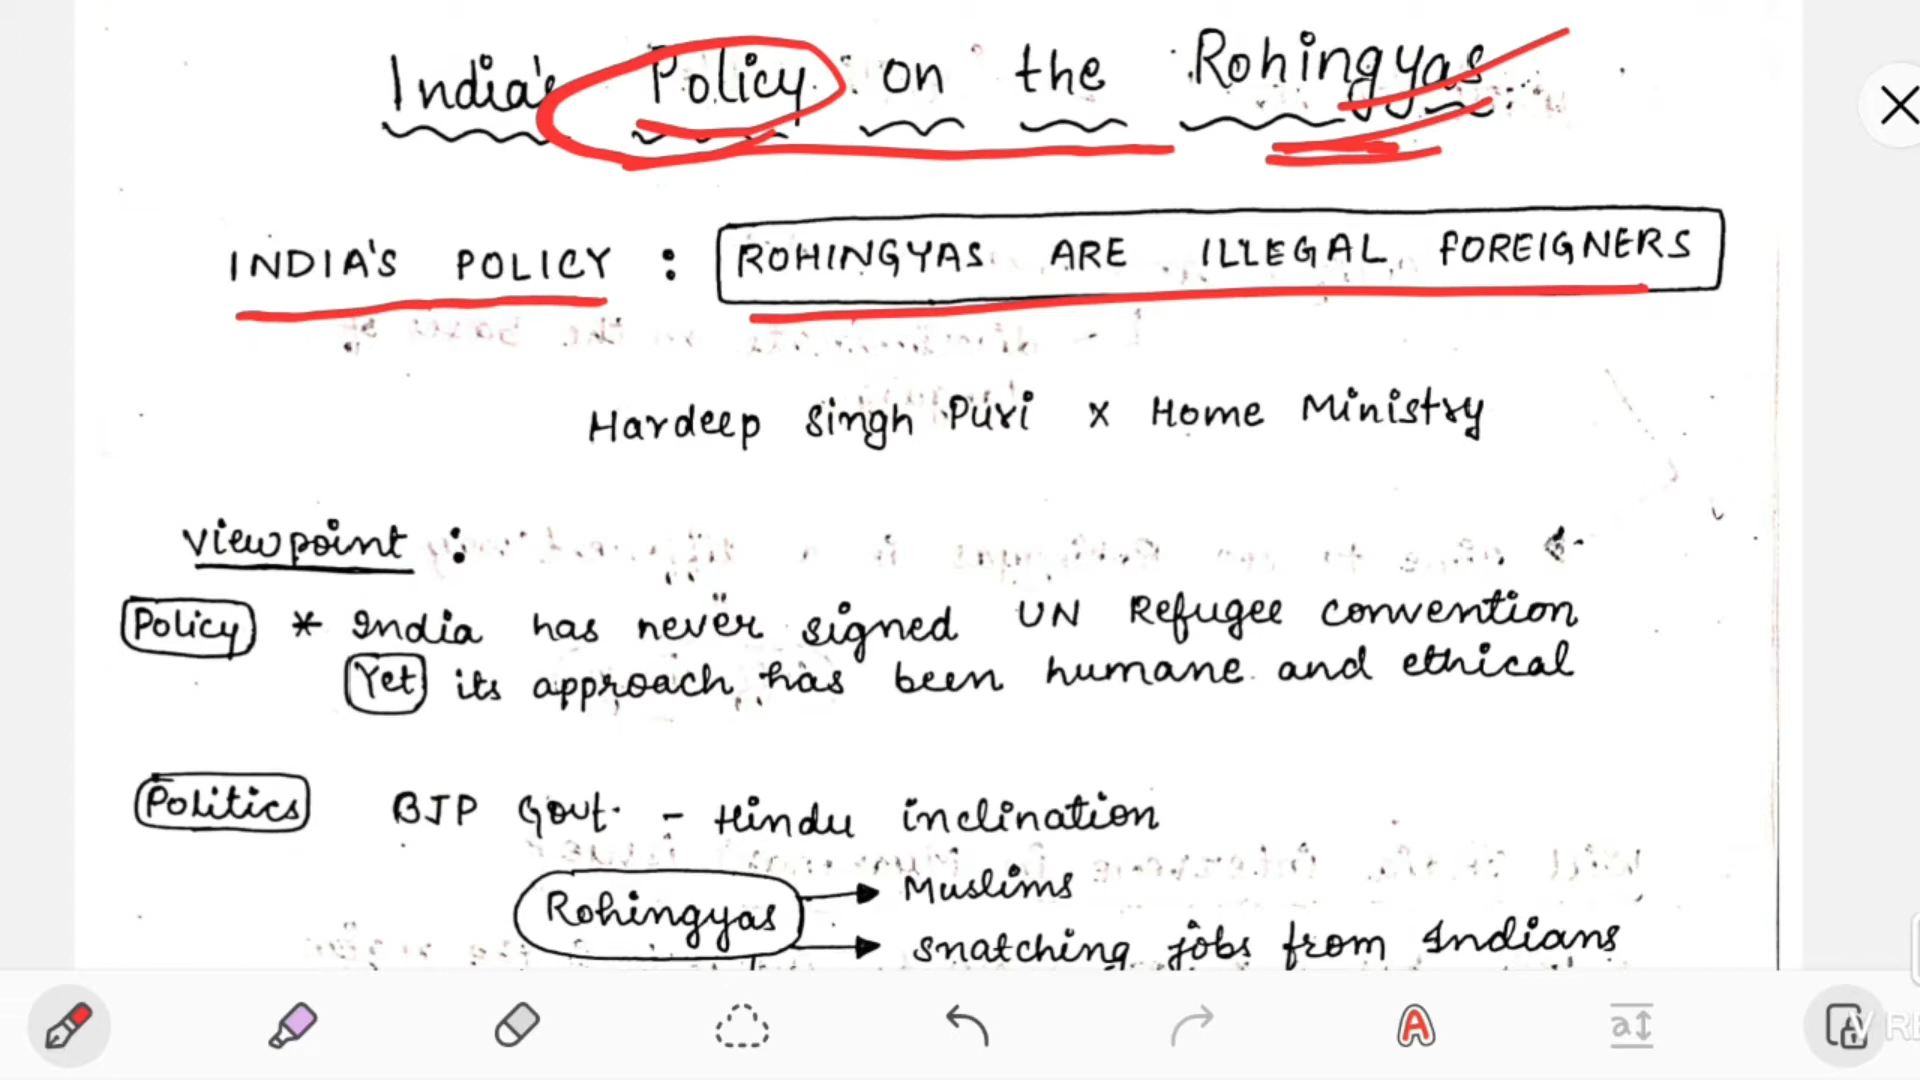 India's Policy on the Rohingyas
INDIA'S POLICY : ROHINGYAS ARE ILLEGAL FOREIGNERS
Hardeep Singh Puri x Home Ministry
Viewpoint :
Policy * India has never signed UN Refugee convention
Yet its approach has been humane and ethical
Politics BJP Govt. - Hindu inclination
Rohingyas → Muslims
→ snatching jobs from Indians
A
a